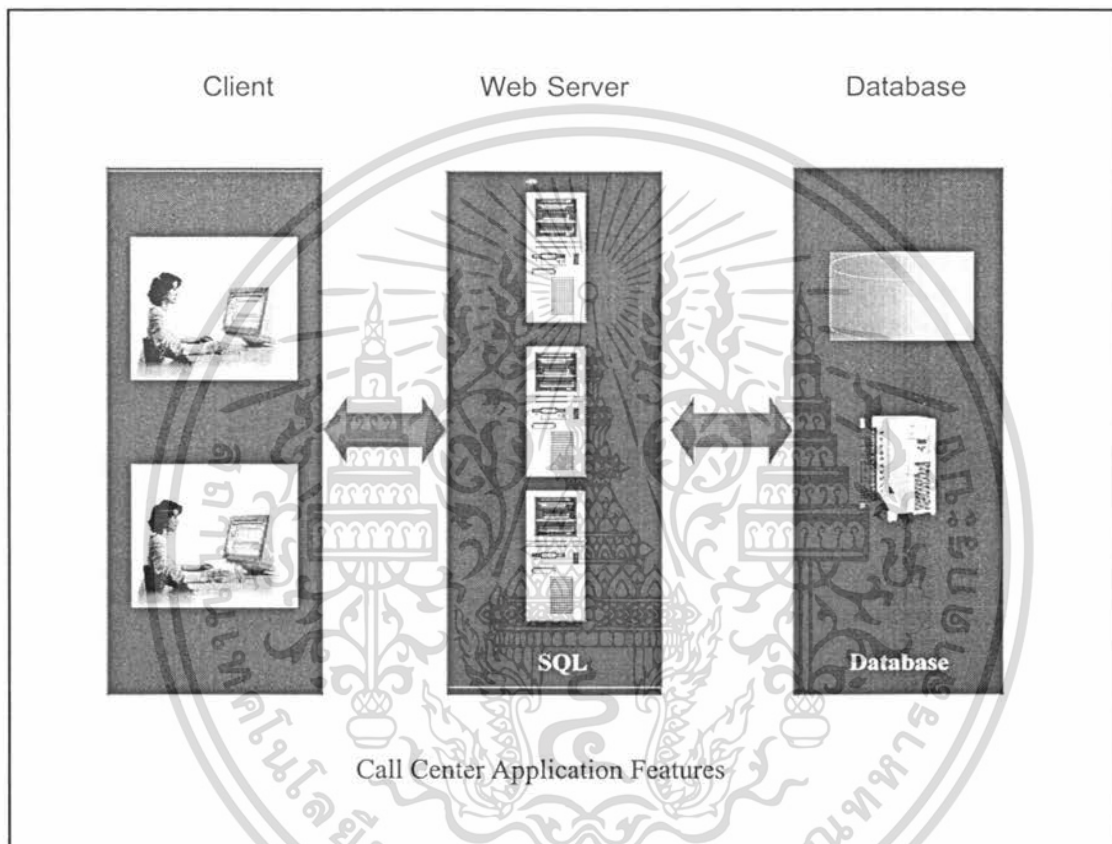 Client
Web Server
Database
SQL
Database
Call Center Application Features